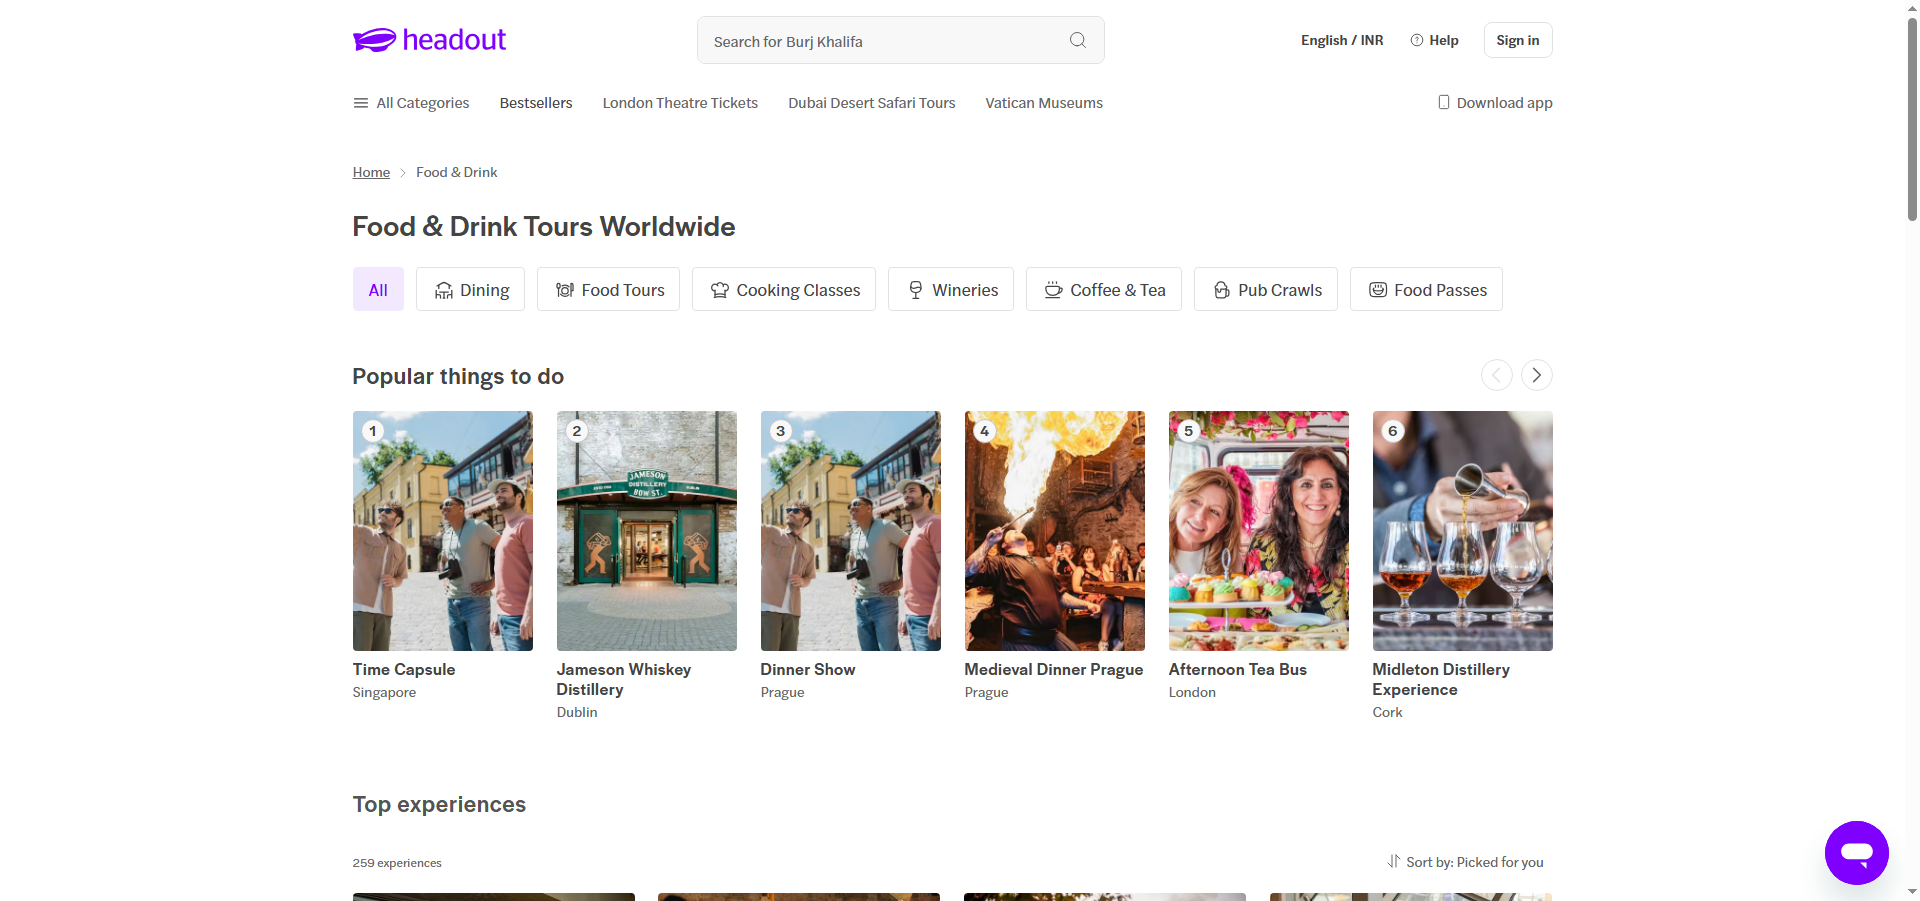 headout
Search for Burj Khalifa
English / INR
Help
Sign in
All Categories
Bestsellers
London Theatre Tickets
Dubai Desert Safari Tours
Vatican Museums
Download app
Home
Food & Drink
Food & Drink Tours Worldwide
All
Dining
Food Tours
Cooking Classes
Wineries
Coffee & Tea
Pub Crawls
Food Passes
Popular things to do
1
2
3
4
5
6
JAMESON
DISTILLERY
BOW ST.
Time Capsule
Singapore
Jameson Whiskey
Distillery
Dublin
Dinner Show
Prague
Medieval Dinner Prague
Prague
Afternoon Tea Bus
London
Midleton Distillery
Experience
Cork
Top experiences
259 experiences
Sort by: Picked for you